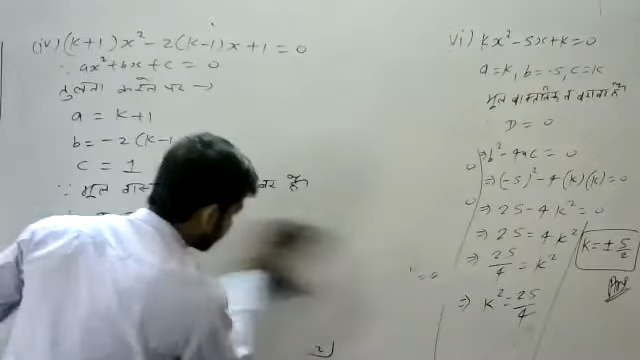 (iv) (k+1)x² - 2(k-1)x + 1 = 0
∵ ax² + bx + c = 0
तुलना करने पर →
a = k+1
b = -2(k-1
c = 1
∵ मूल वास्त
vi) kx² - 5x + k = 0
a = k, b = -5, c = k
मूल वास्तविक व बराबर हैं
D = 0
⇒ b² - 4ac = 0
⇒ (-5)² - 4(k)(k) = 0
⇒ 25 - 4k² = 0
⇒ 25 = 4k²
⇒ 25/4 = k²
⇒ k² = 25/4
k = ± 5/2
Ans